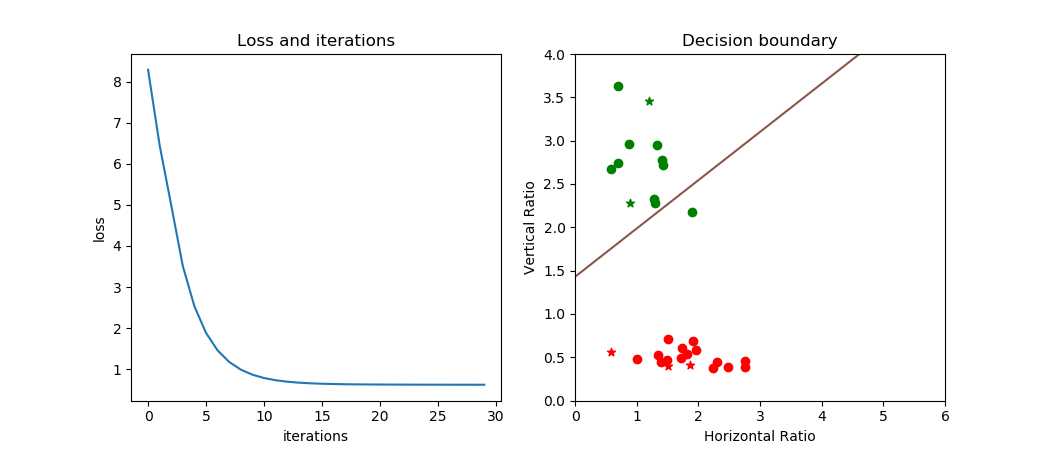 Loss and iterations
8
7
6
5
4
3
2
1
loss
0 5 10 15 20 25 30
iterations
Decision boundary
4.0
3.5
3.0
2.5
2.0
1.5
1.0
0.5
0.0
Vertical Ratio
0 1 2 3 4 5 6
Horizontal Ratio